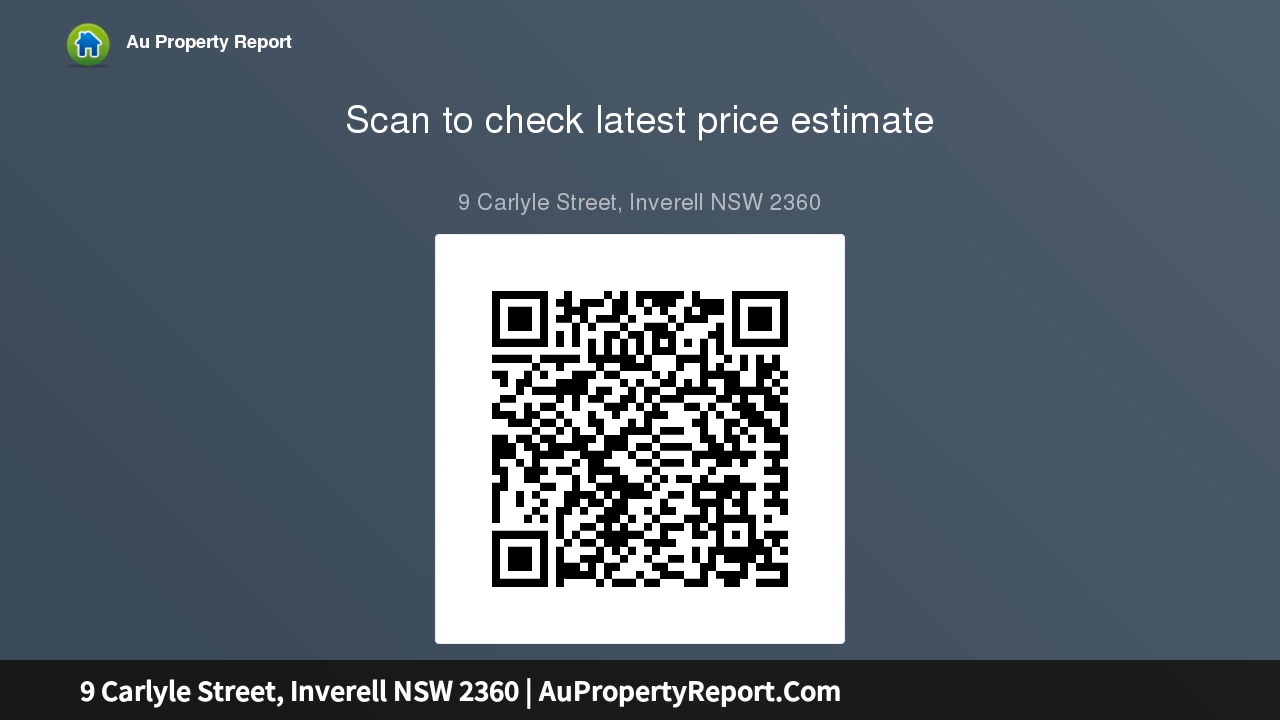 Au Property Report
Scan to check latest price estimate
9 Carlyle Street, Inverell NSW 2360
9 Carlyle Street, Inverell NSW 2360 | AuPropertyReport.Com